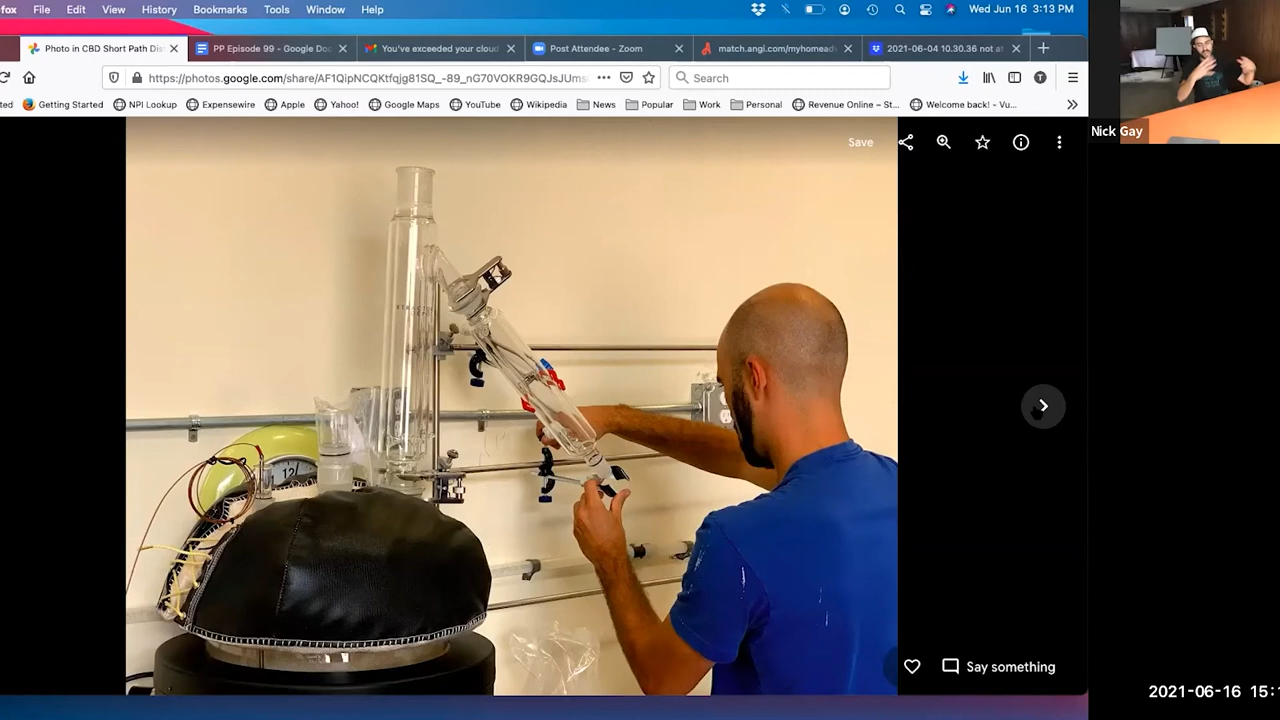 fox File Edit View History Bookmarks Tools Window Help Wed Jun 16 3:13 PM
Photo in CBD Short Path Dis PP Episode 99 - Google Doc You've exceeded your cloud Post Attendee - Zoom match.angi.com/myhomead 2021-06-04 10.30.36 not a
https://photos.google.com/share/AF1QipNCQKtfqjg81SQ_-89_nG70VOKR9GQJsJUms Search
ted Getting Started NPI Lookup Expensewire Apple Yahoo! Google Maps YouTube Wikipedia News Popular Work Personal Revenue Online – St... Welcome back! - Vu...
Nick Gay
Save
12
Say something
2021-06-16 15:1